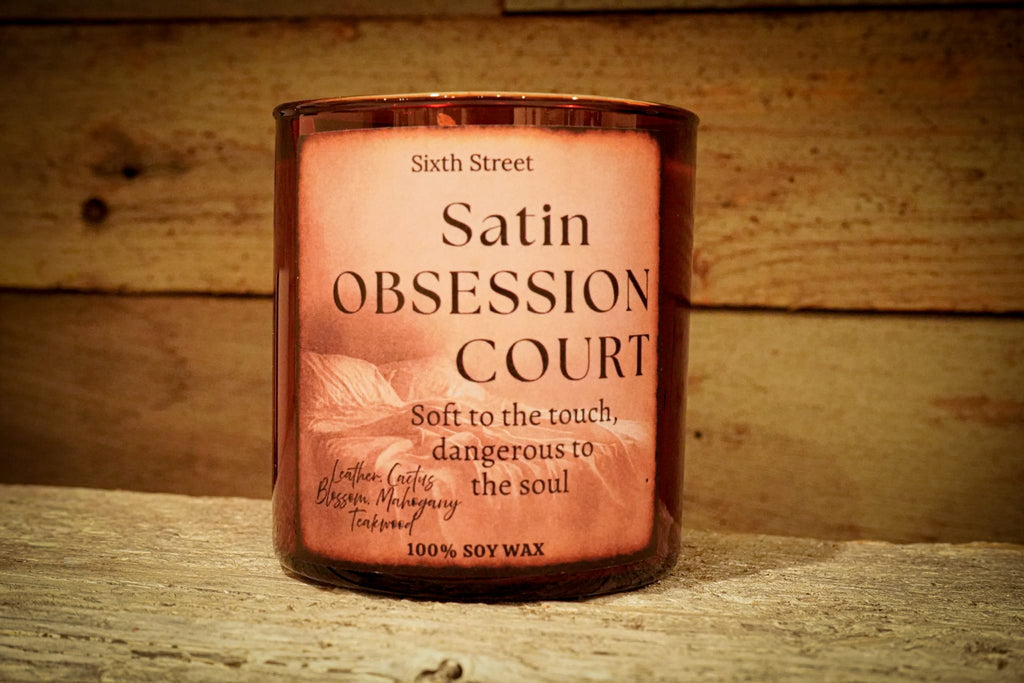 Sixth Street
Satin
OBSESSION
COURT
Soft to the touch,
dangerous to
the soul
Leather, Cactus
Blossom, Mahogany
Teakwood
100% SOY WAX